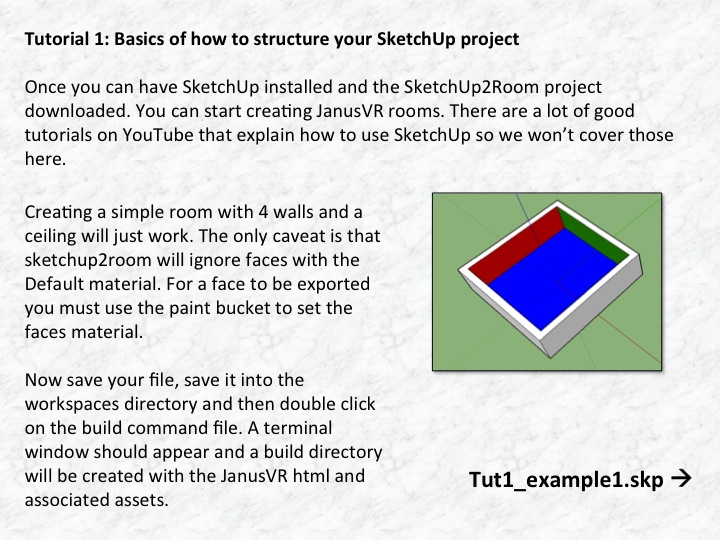 Tutorial 1: Basics of how to structure your SketchUp project
Once you can have SketchUp installed and the SketchUp2Room project
downloaded. You can start creating JanusVR rooms. There are a lot of good
tutorials on YouTube that explain how to use SketchUp so we won’t cover those
here.
Creating a simple room with 4 walls and a
ceiling will just work. The only caveat is that
sketchup2room will ignore faces with the
Default material. For a face to be exported
you must use the paint bucket to set the
faces material.
Now save your file, save it into the
workspaces directory and then double click
on the build command file. A terminal
window should appear and a build directory
will be created with the JanusVR html and
associated assets.
Tut1_example1.skp →